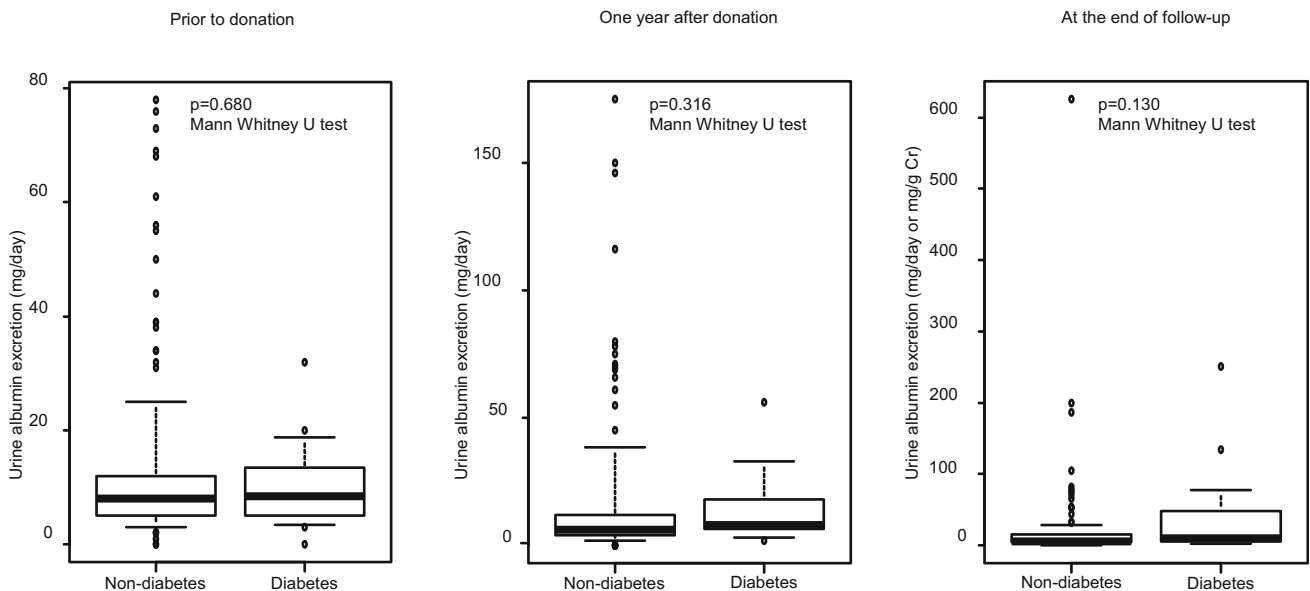 Prior to donation
One year after donation
At the end of follow-up
Urine albumin excretion (mg/day)
80
60
40
20
0
p=0.680
Mann Whitney U test
Non-diabetes
Diabetes
Urine albumin excretion (mg/day)
150
100
50
0
p=0.316
Mann Whitney U test
Non-diabetes
Diabetes
Urine albumin excretion (mg/day or mg/g Cr)
600
500
400
300
200
100
0
p=0.130
Mann Whitney U test
Non-diabetes
Diabetes